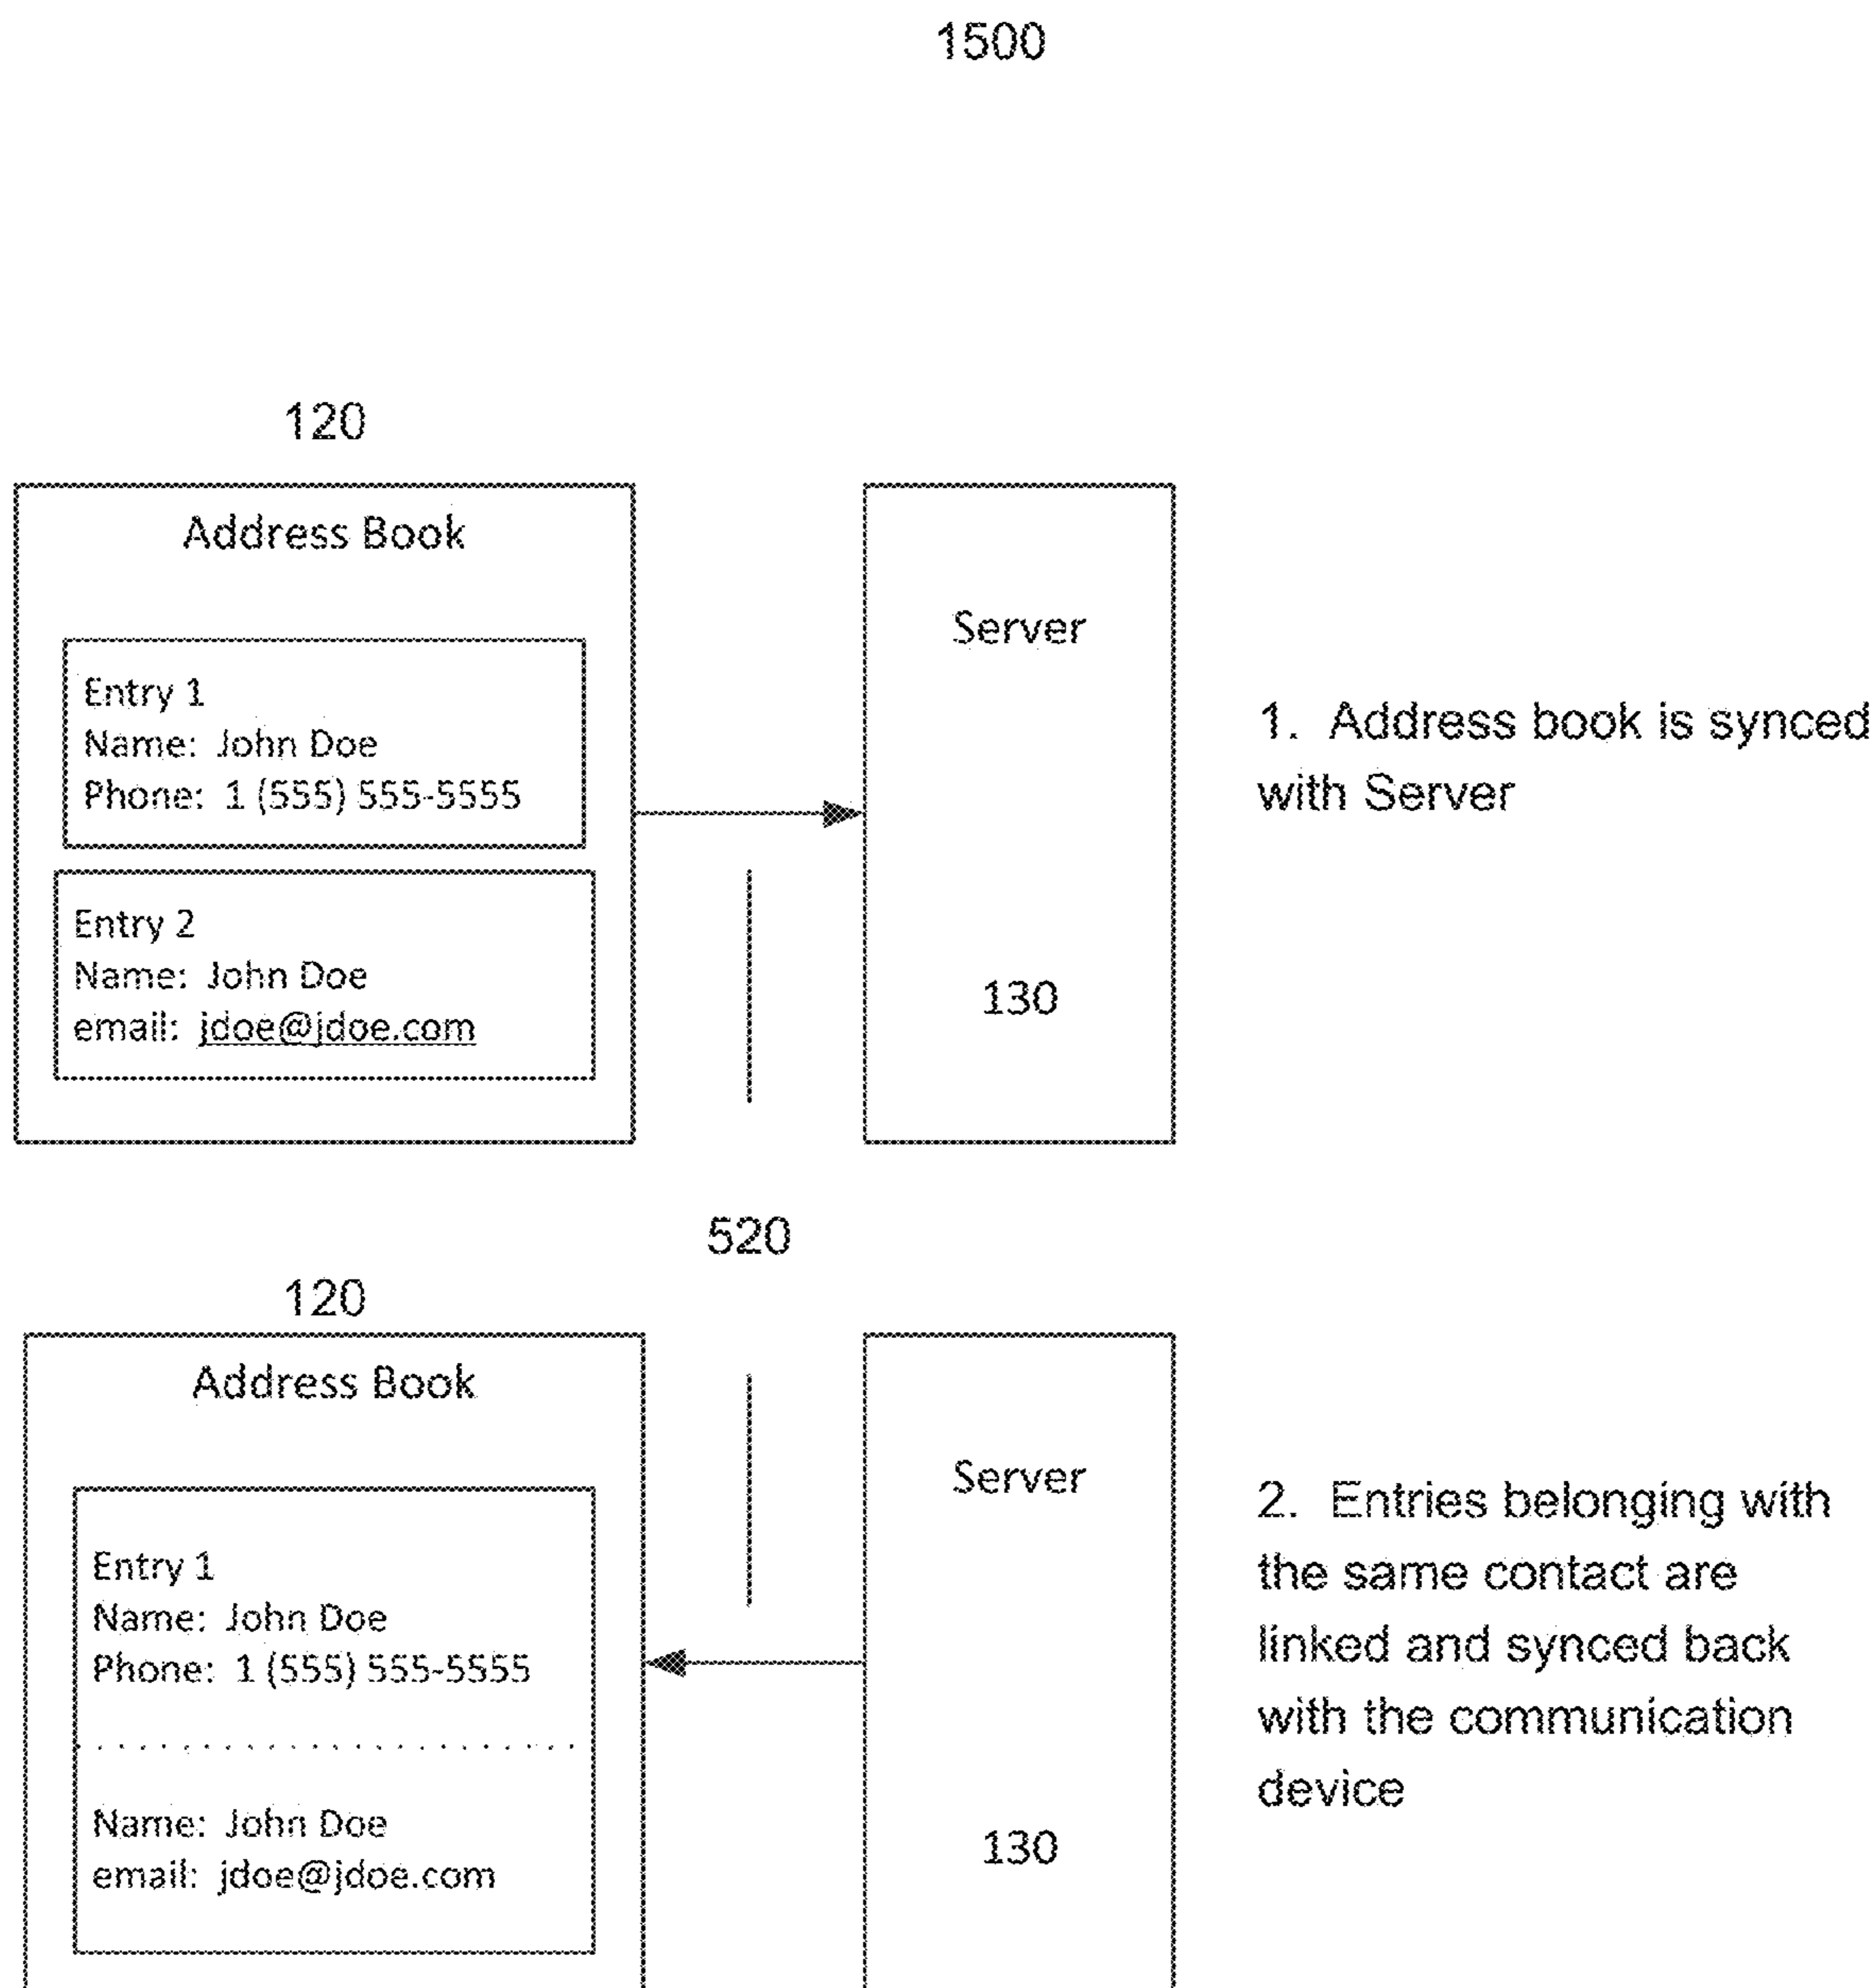 1500
120
Address Book
Entry 1
Name: John Doe
Phone: 1 (555) 555-5555
Entry 2
Name: John Doe
email: jdoe@jdoe.com
Server
130
1. Address book is synced
with Server
520
120
Address Book
Entry 1
Name: John Doe
Phone: 1 (555) 555-5555
Name: John Doe
email: jdoe@jdoe.com
Server
130
2. Entries belonging with
the same contact are
linked and synced back
with the communication
device